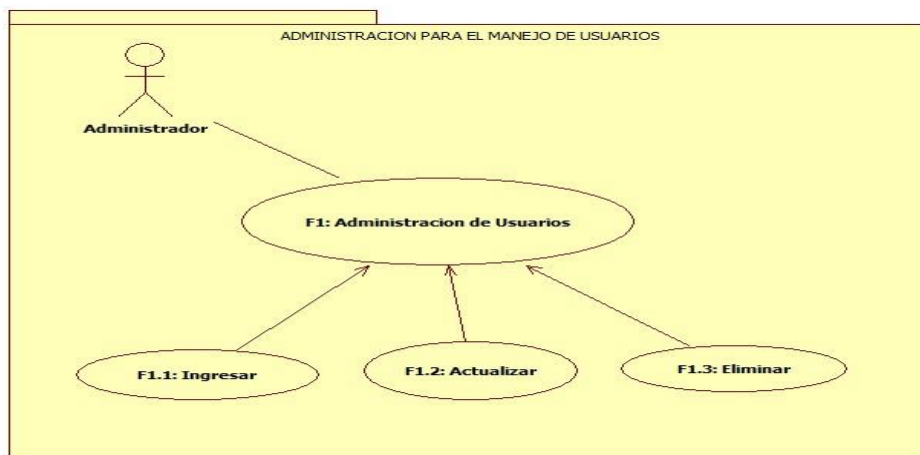 ADMINISTRACION PARA EL MANEJO DE USUARIOS
Administrador
F1: Administracion de Usuarios
F1.1: Ingresar
F1.2: Actualizar
F1.3: Eliminar